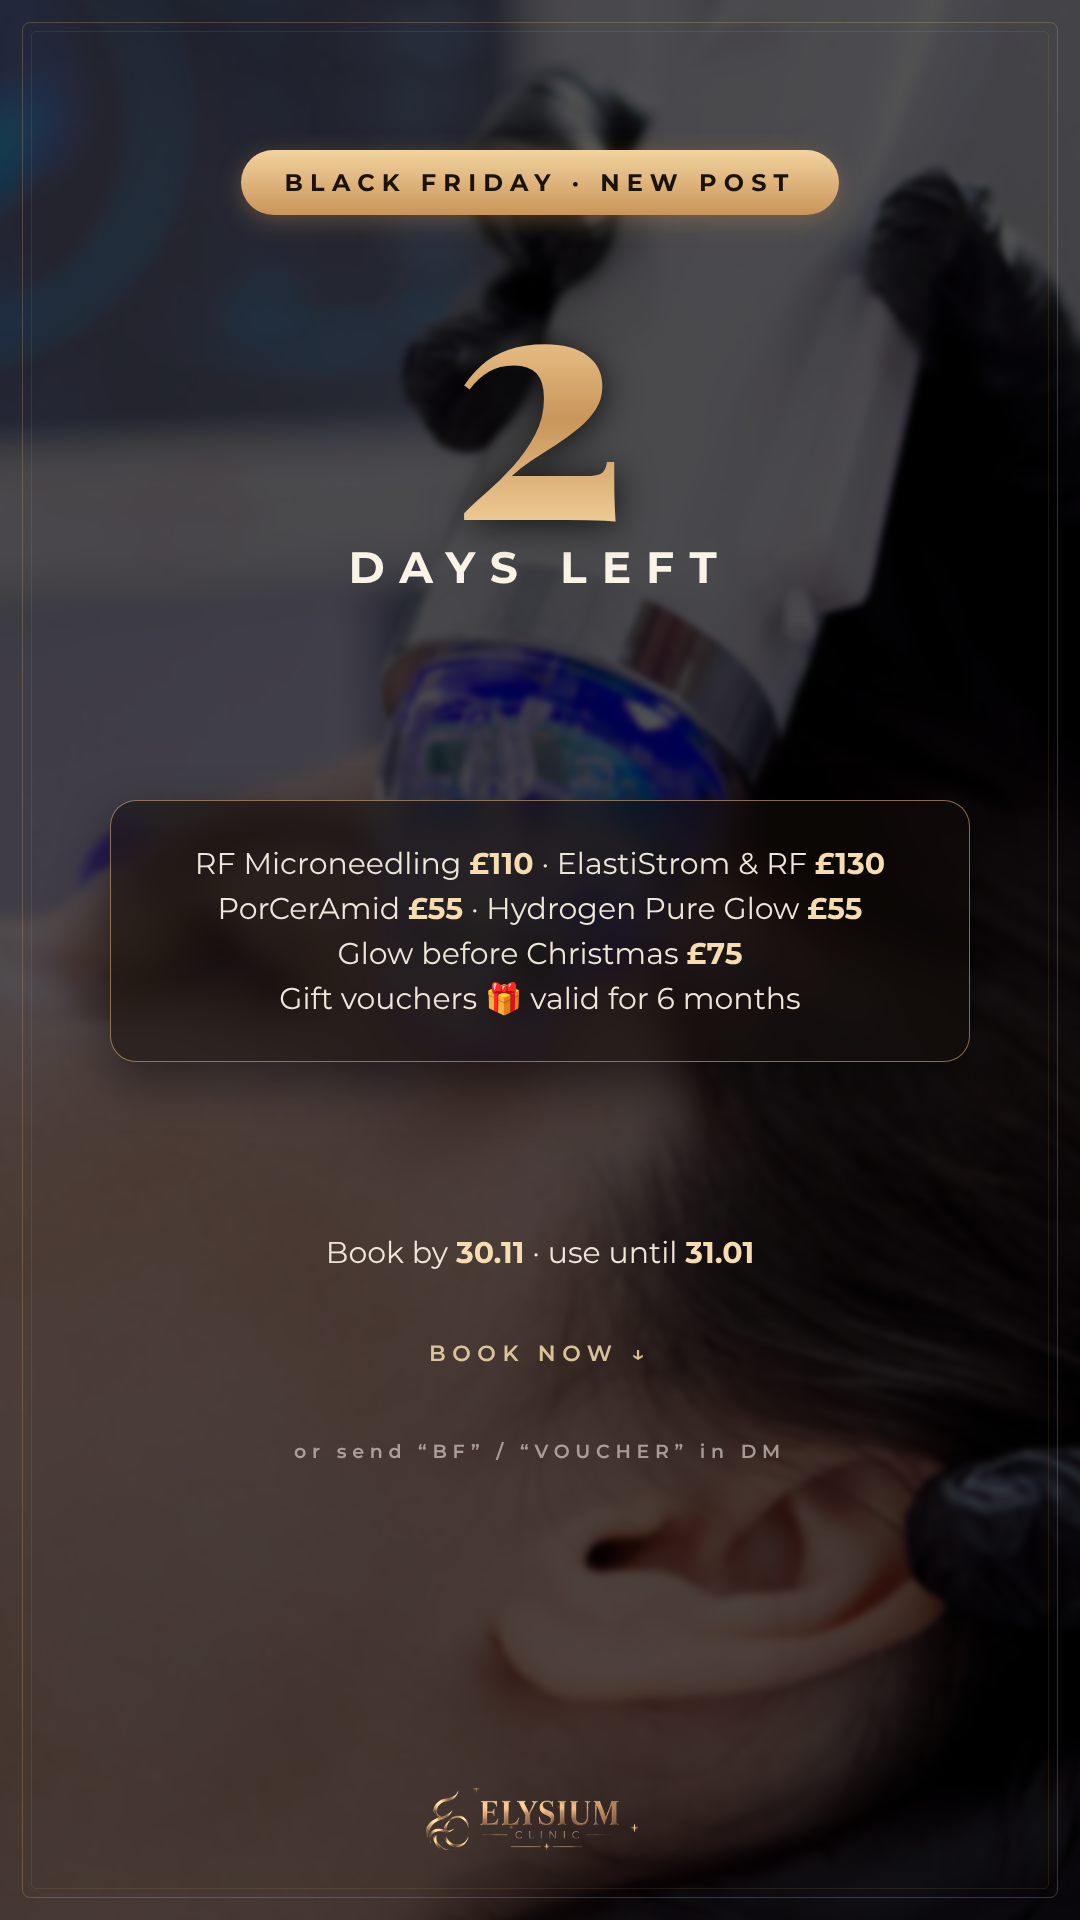 BLACK FRIDAY · NEW POST
2
DAYS LEFT
RF Microneedling £110 · ElastiStrom & RF £130
PorCerAmid £55 · Hydrogen Pure Glow £55
Glow before Christmas £75
Gift vouchers 🎁 valid for 6 months
Book by 30.11 · use until 31.01
BOOK NOW ↓
or send “BF” / “VOUCHER” in DM
ELYSIUM
CLINIC